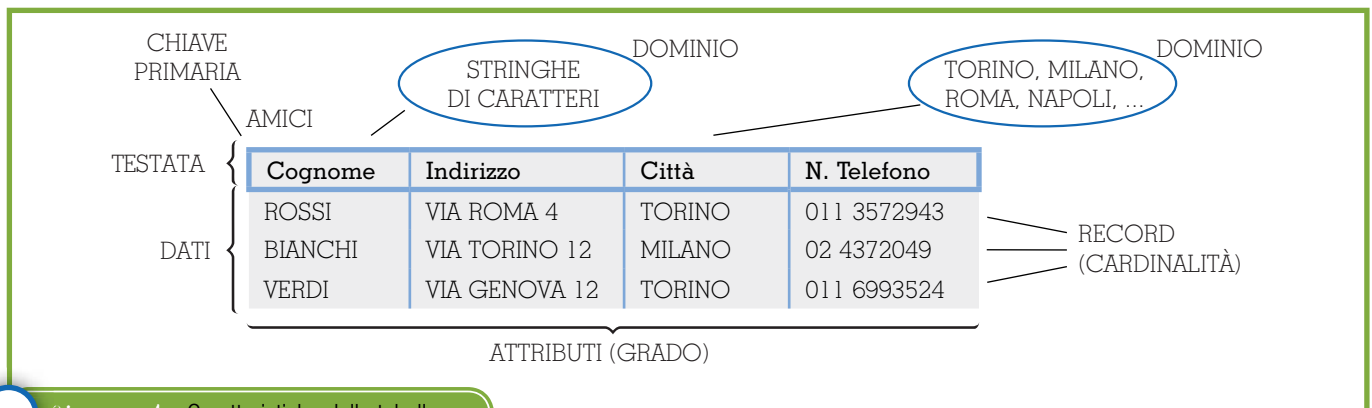 CHIAVE
PRIMARIA
STRINGHE
DI CARATTERI
DOMINIO
TORINO, MILANO,
ROMA, NAPOLI, ...
DOMINIO
AMICI
TESTATA
Cognome Indirizzo Città N. Telefono
DATI
ROSSI VIA ROMA 4 TORINO 011 3572943
BIANCHI VIA TORINO 12 MILANO 02 4372049
VERDI VIA GENOVA 12 TORINO 011 6993524
RECORD
(CARDINALITÀ)
ATTRIBUTI (GRADO)